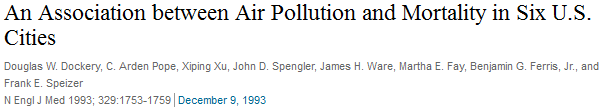 An Association between Air Pollution and Mortality in Six U.S.
Cities
Douglas W. Dockery, C. Arden Pope, Xiping Xu, John D. Spengler, James H. Ware, Martha E. Fay, Benjamin G. Ferris, Jr., and
Frank E. Speizer
N Engl J Med 1993; 329:1753-1759 | December 9, 1993